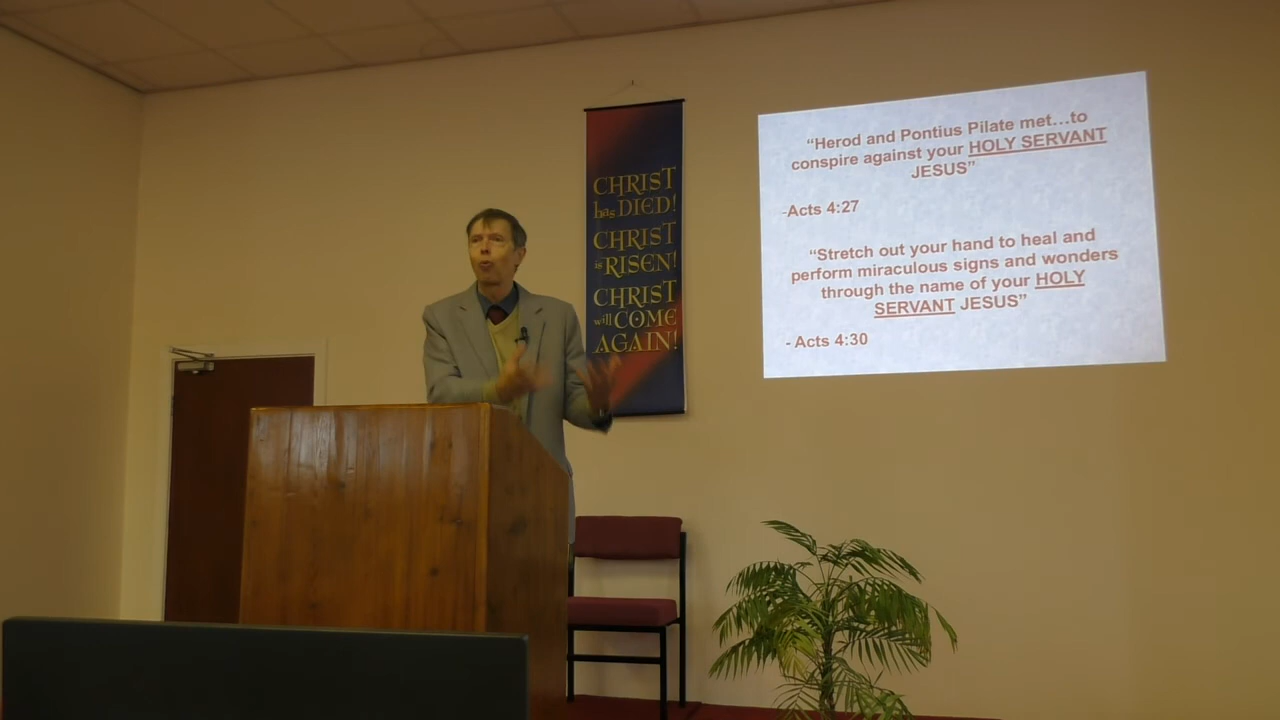 CHRIST
has DIED!
CHRIST
is RISEN!
CHRIST
will COME
AGAIN!
“Herod and Pontius Pilate met…to
conspire against your HOLY SERVANT
JESUS”
-Acts 4:27
“Stretch out your hand to heal and
perform miraculous signs and wonders
through the name of your HOLY
SERVANT JESUS”
- Acts 4:30